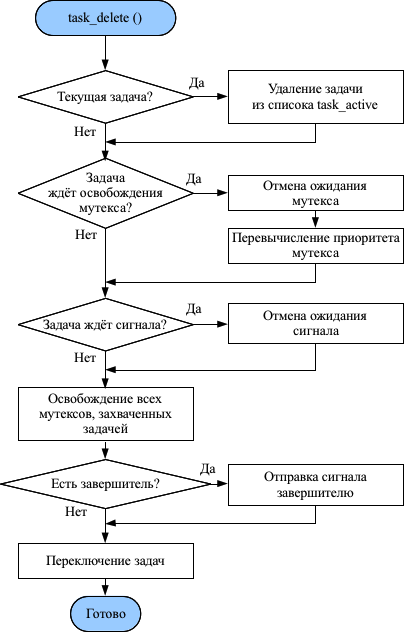 task_delete ()
Текущая задача?
Да
Удаление задачи
из списока task_active
Нет
Задача
ждёт освобождения
мутекса?
Да
Отмена ожидания
мутекса
Нет
Перевычисление приоритета
мутекса
Задача ждёт сигнала?
Да
Отмена ожидания
сигнала
Нет
Освобождение всех
мутексов, захваченных
задачей
Есть завершитель?
Да
Отправка сигнала
завершителю
Нет
Переключение задач
Готово